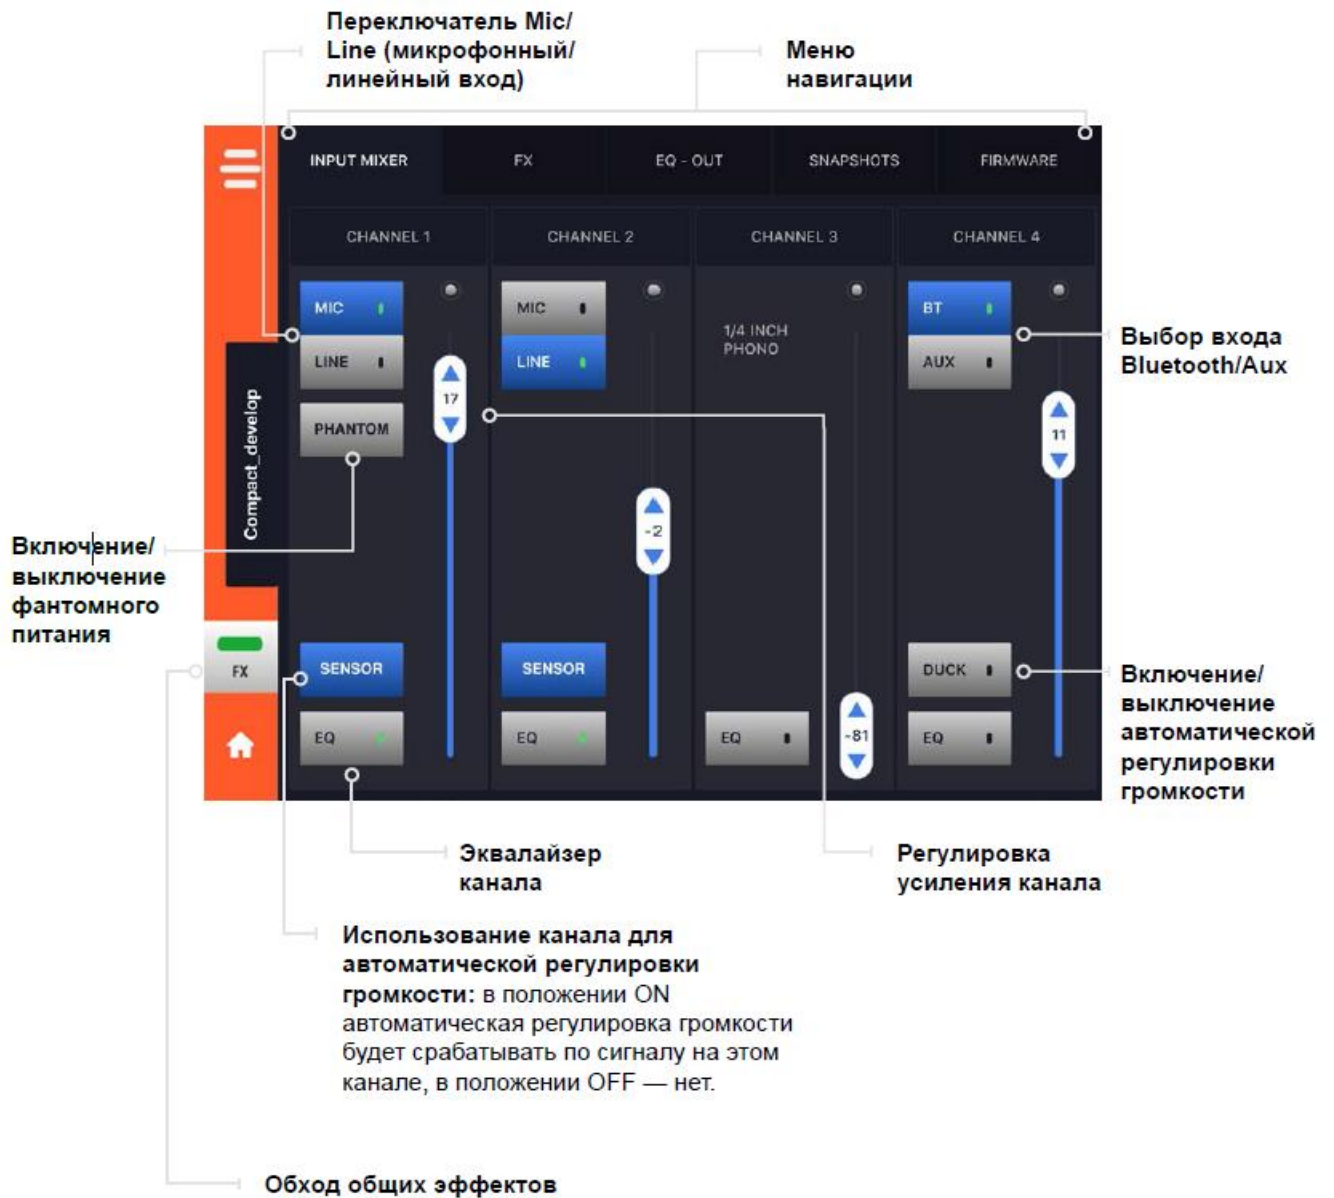 Переключатель Mic/
Line (микрофонный/
линейный вход)
Меню
навигации
INPUT MIXER
FX
EQ - OUT
SNAPSHOTS
FIRMWARE
CHANNEL 1
CHANNEL 2
CHANNEL 3
CHANNEL 4
MIC
LINE
PHANTOM
17
SENSOR
EQ
MIC
LINE
-2
SENSOR
EQ
1/4 INCH
PHONO
EQ
-81
BT
AUX
11
DUCK
EQ
Compact_develop
FX
Выбор входа
Bluetooth/Aux
Включение/
выключение
фантомного
питания
Включение/
выключение
автоматической
регулировки
громкости
Эквалайзер
канала
Регулировка
усиления канала
Использование канала для
автоматической регулировки
громкости: в положении ON
автоматическая регулировка громкости
будет срабатывать по сигналу на этом
канале, в положении OFF — нет.
Обход общих эффектов